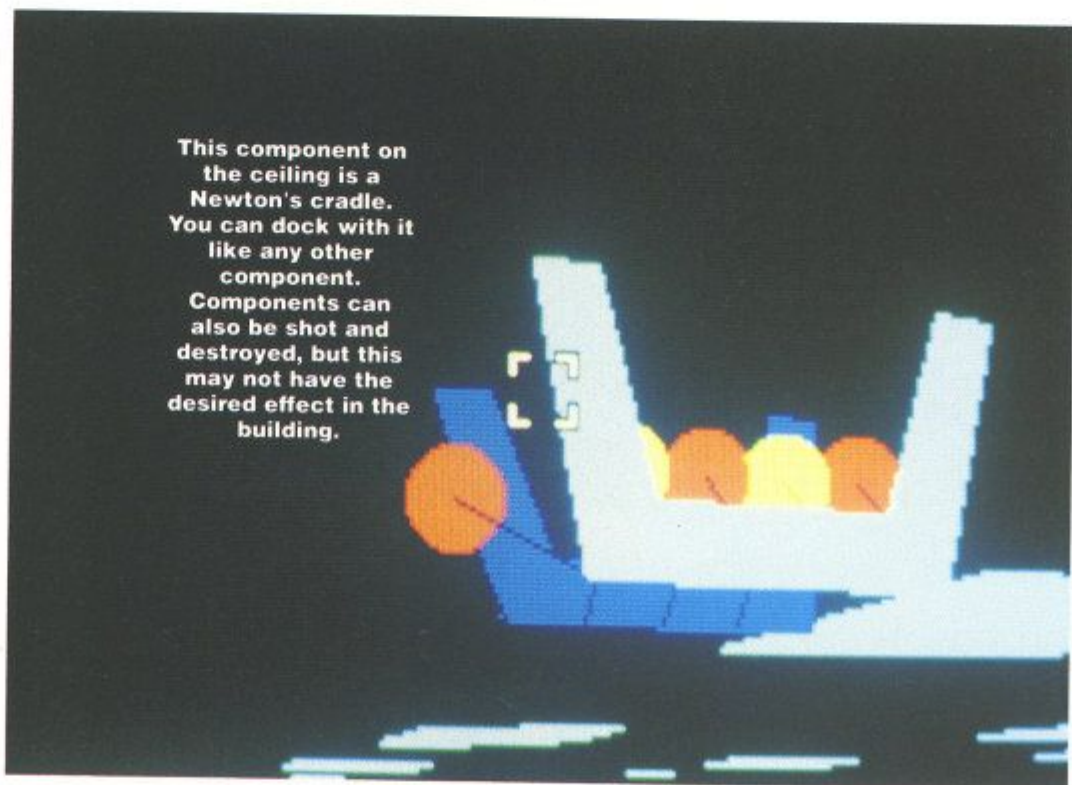 This component on
the ceiling is a
Newton's cradle.
You can dock with it
like any other
component.
Components can
also be shot and
destroyed, but this
may not have the
desired effect in the
building.